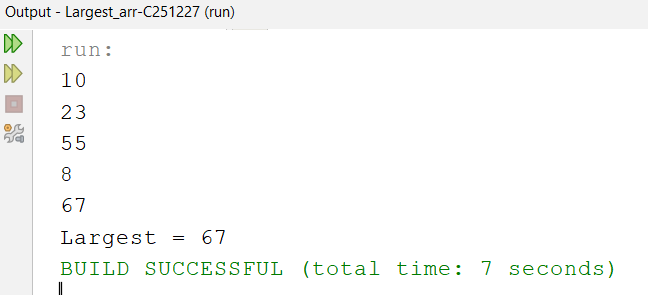 Output - Largest_arr-C251227 (run)
run:
10
23
55
8
67
Largest = 67
BUILD SUCCESSFUL (total time: 7 seconds)